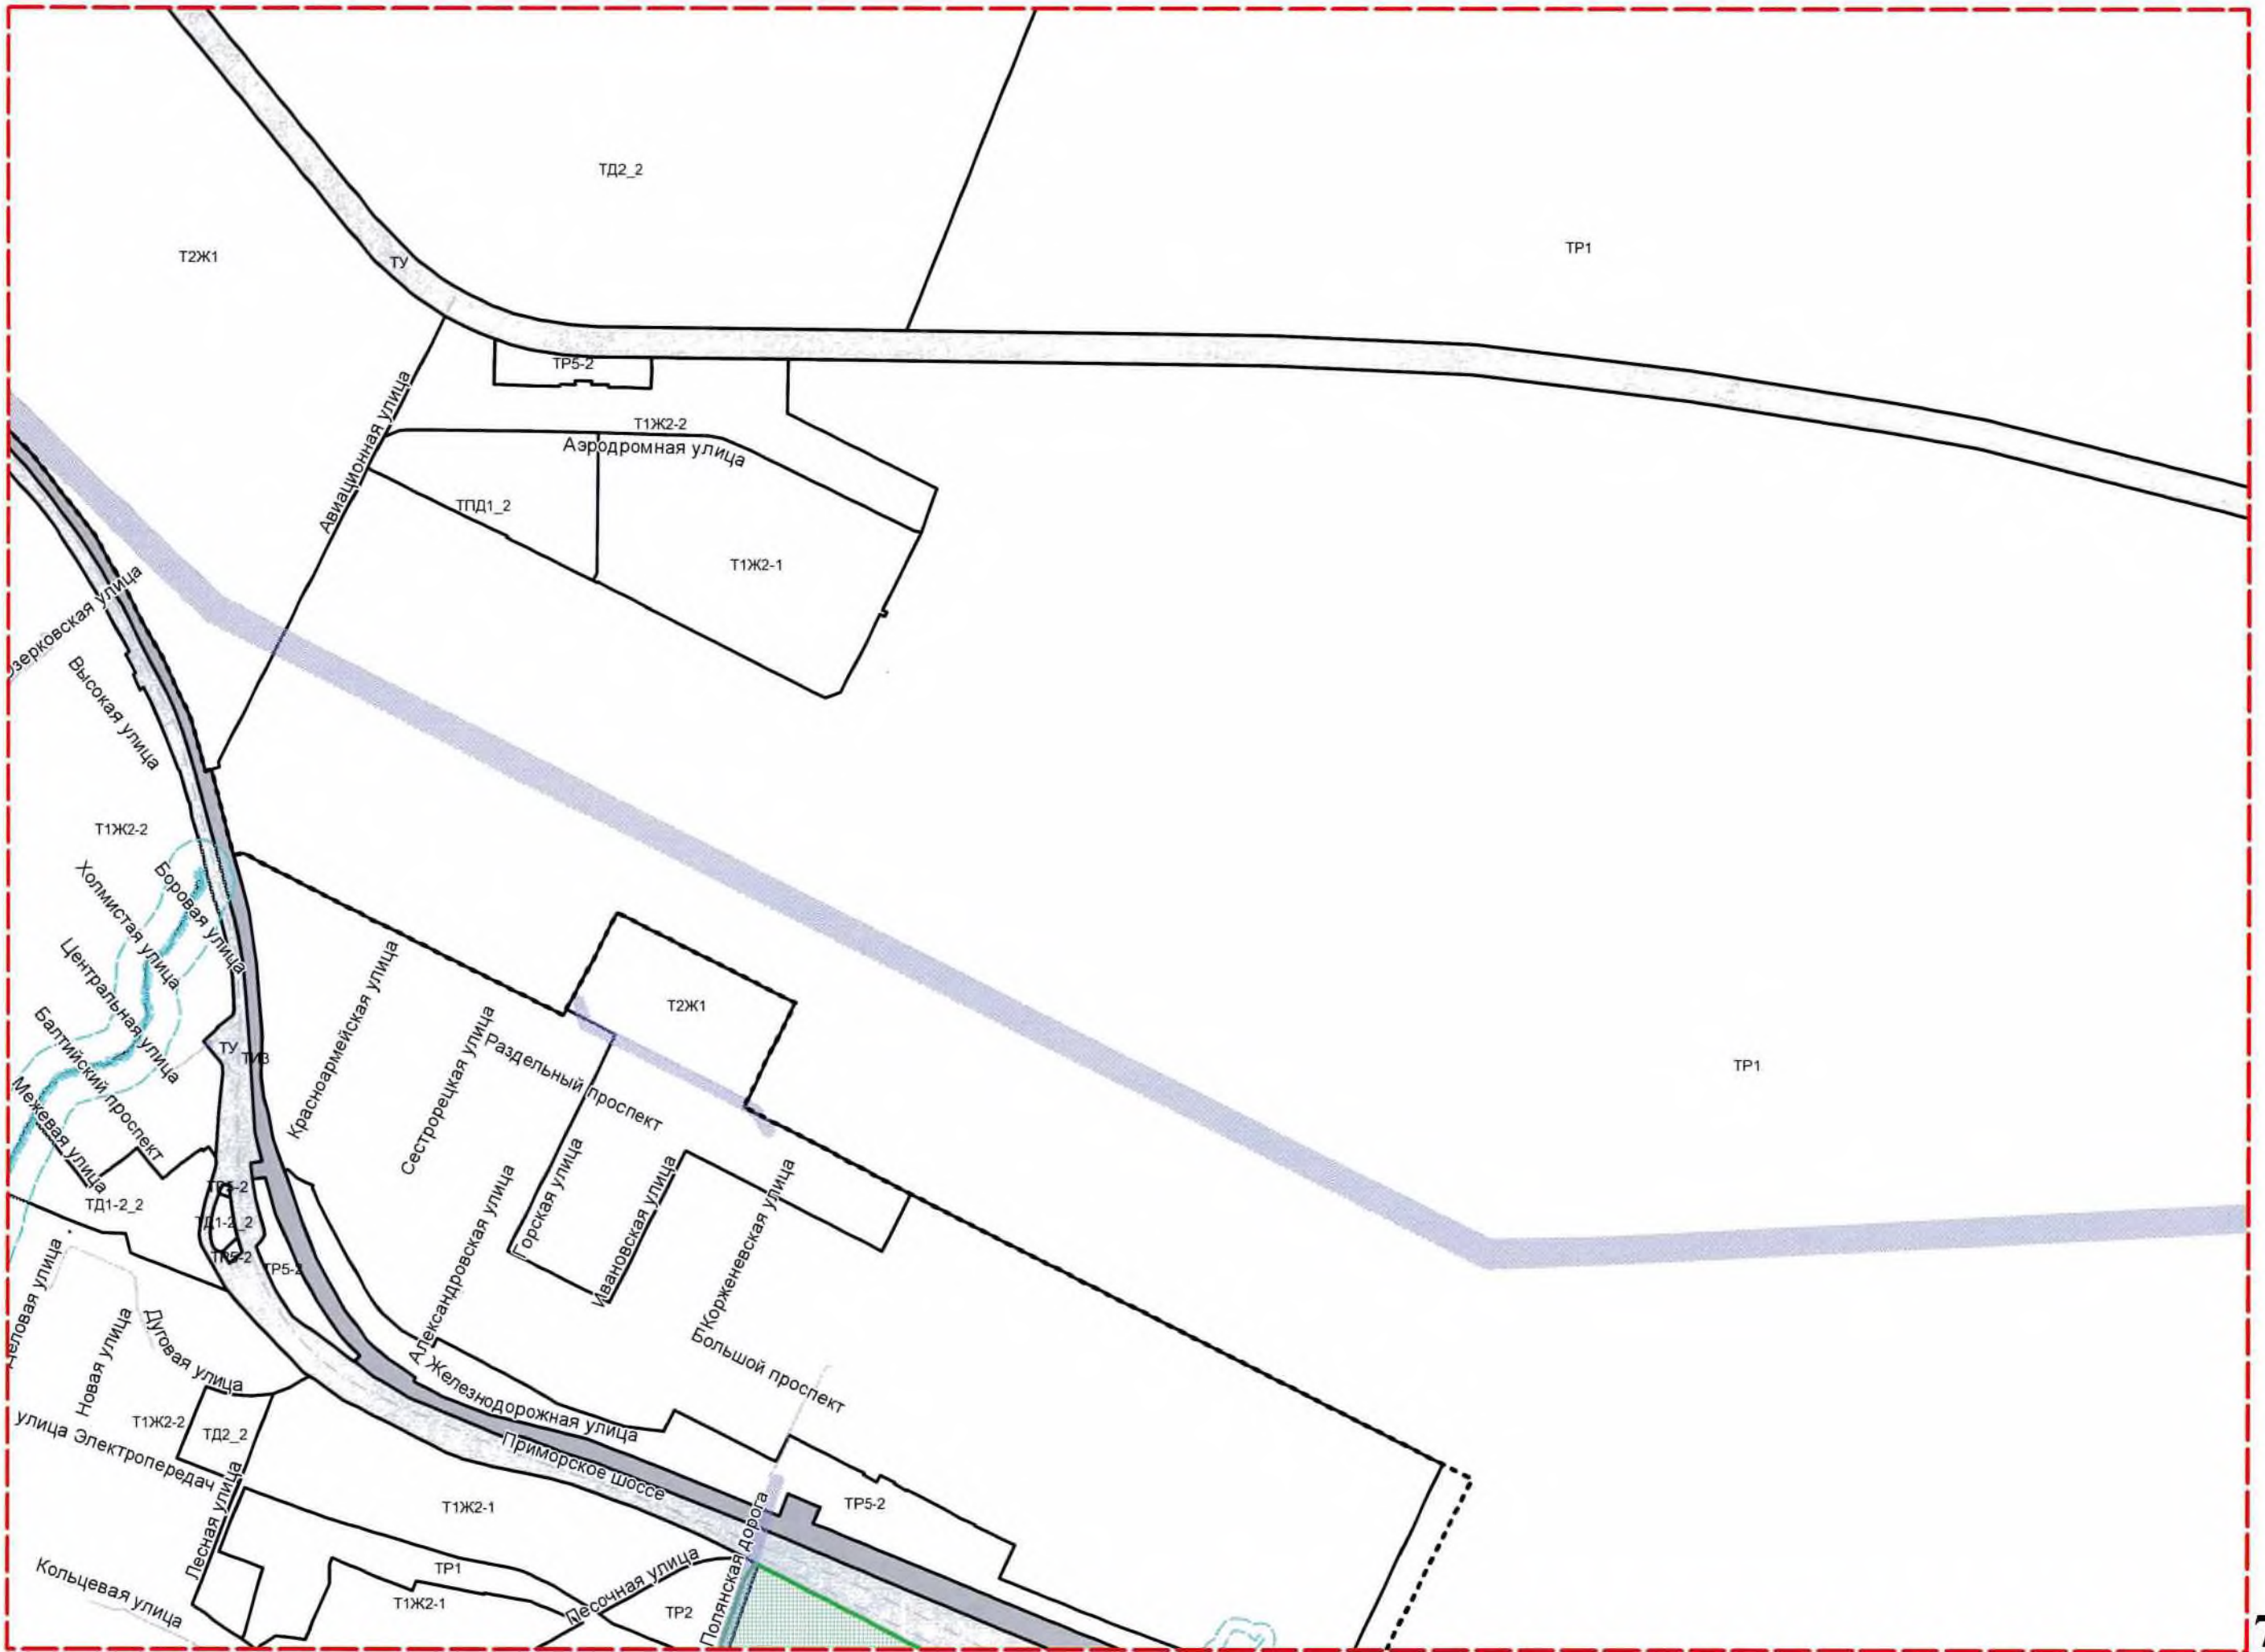 ТД2_2
ТР1
Т2Ж1
ТУ
ТР5-2
Т1Ж2-2
Аэродромная улица
Авиационная улица
ТПД1_2
Т1Ж2-1
Высокая улица
Т1Ж2-2
Холмистая улица
Боровая улица
Центральная улица
Балтийский проспект
Межевая улица
Красноармейская улица
Сестрорецкая улица
Раздельный проспект
Т2Ж1
ТУ
ТИ3
ТР1
ТР5-2
ТД1-2_2
ТД1-2_2
ТР5-2
ТР5-2
Александровская улица
Горская улица
Ивановская улица
Корженевская улица
Большой проспект
Новая улица
Дуговая улица
Железнодорожная улица
Приморское шоссе
Т1Ж2-2
ТД2_2
улица Электропередач
Лесная улица
Т1Ж2-1
ТР5-2
Полянская дорога
ТР1
Песочная улица
Кольцевая улица
Т1Ж2-1
ТР2